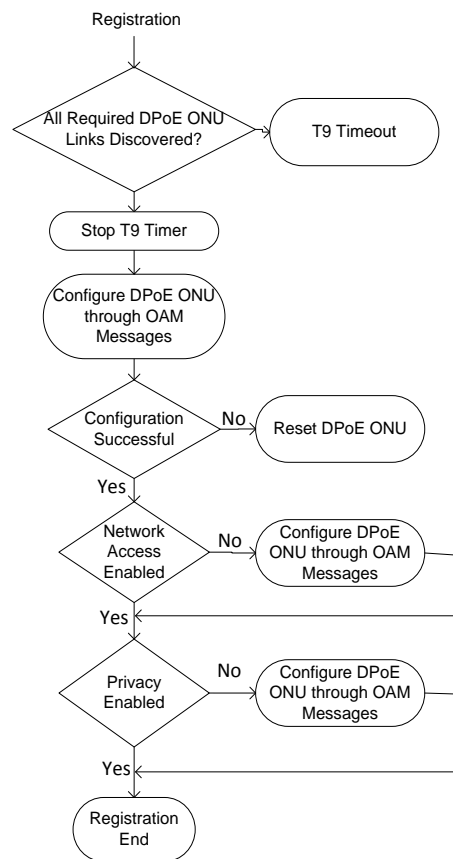 Registration
All Required DPoE ONU
Links Discovered?
T9 Timeout
Stop T9 Timer
Configure DPoE ONU
through OAM
Messages
Configuration
Successful
No
Reset DPoE ONU
Yes
Network
Access
Enabled
No
Configure DPoE
ONU through OAM
Messages
Yes
Privacy
Enabled
No
Configure DPoE
ONU through OAM
Messages
Yes
Registration
End